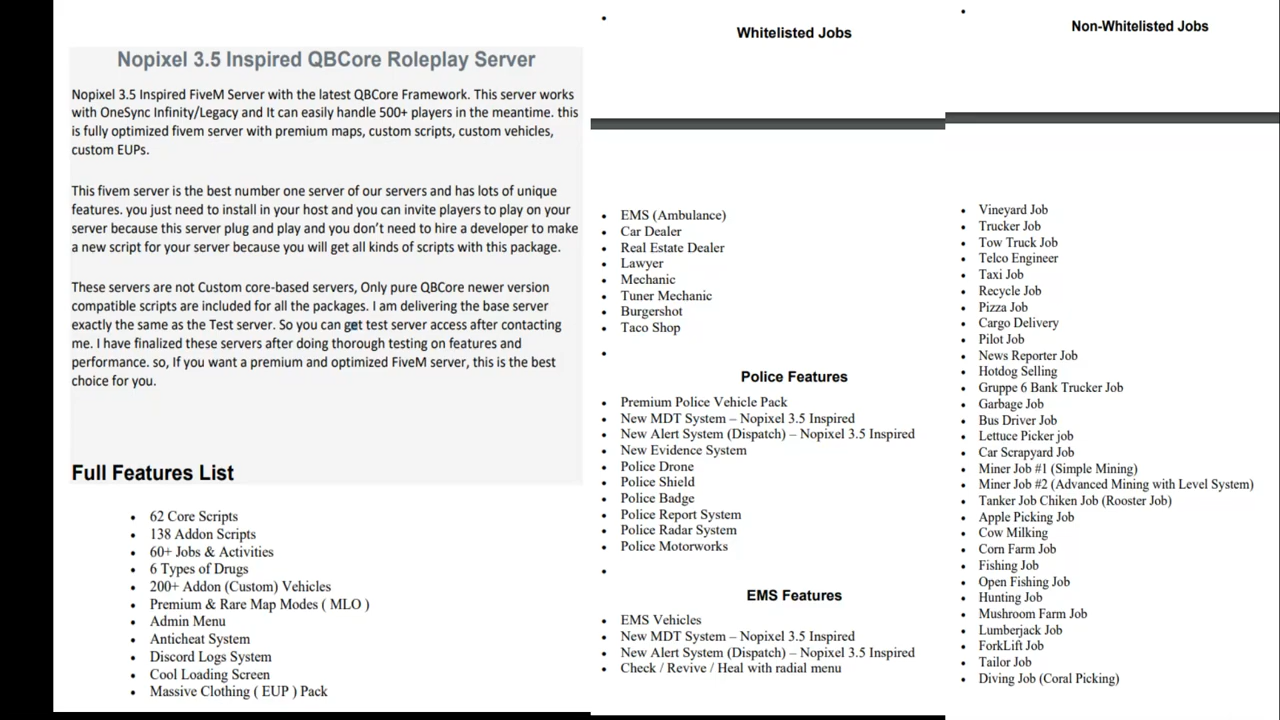 Nopixel 3.5 Inspired QBCore Roleplay Server
Nopixel 3.5 Inspired FiveM Server with the latest QBCore Framework. This server works
with OneSync Infinity/Legacy and It can easily handle 500+ players in the meantime. this
is fully optimized fivem server with premium maps, custom scripts, custom vehicles,
custom EUPs.
This fivem server is the best number one server of our servers and has lots of unique
features. you just need to install in your host and you can invite players to play on your
server because this server plug and play and you don't need to hire a developer to make
a new script for your server because you will get all kinds of scripts with this package.
These servers are not Custom core-based servers, Only pure QBCore newer version
compatible scripts are included for all the packages. I am delivering the base server
exactly the same as the Test server. So you can get test server access after contacting
me. I have finalized these servers after doing thorough testing on features and
performance. so, If you want a premium and optimized FiveM server, this is the best
choice for you.
Full Features List
• 62 Core Scripts
• 138 Addon Scripts
• 60+ Jobs & Activities
• 6 Types of Drugs
• 200+ Addon (Custom) Vehicles
• Premium & Rare Map Modes ( MLO )
• Admin Menu
• Anticheat System
• Discord Logs System
• Cool Loading Screen
• Massive Clothing ( EUP ) Pack
•
Whitelisted Jobs
• EMS (Ambulance)
• Car Dealer
• Real Estate Dealer
• Lawyer
• Mechanic
• Tuner Mechanic
• Burgershot
• Taco Shop
•
Police Features
• Premium Police Vehicle Pack
• New MDT System – Nopixel 3.5 Inspired
• New Alert System (Dispatch) – Nopixel 3.5 Inspired
• New Evidence System
• Police Drone
• Police Shield
• Police Badge
• Police Report System
• Police Radar System
• Police Motorworks
•
EMS Features
• EMS Vehicles
• New MDT System – Nopixel 3.5 Inspired
• New Alert System (Dispatch) – Nopixel 3.5 Inspired
• Check / Revive / Heal with radial menu
•
Non-Whitelisted Jobs
• Vineyard Job
• Trucker Job
• Tow Truck Job
• Telco Engineer
• Taxi Job
• Recycle Job
• Pizza Job
• Cargo Delivery
• Pilot Job
• News Reporter Job
• Hotdog Selling
• Gruppe 6 Bank Trucker Job
• Garbage Job
• Bus Driver Job
• Lettuce Picker job
• Car Scrapyard Job
• Miner Job #1 (Simple Mining)
• Miner Job #2 (Advanced Mining with Level System)
• Tanker Job Chiken Job (Rooster Job)
• Apple Picking Job
• Cow Milking
• Corn Farm Job
• Fishing Job
• Open Fishing Job
• Hunting Job
• Mushroom Farm Job
• Lumberjack Job
• ForkLift Job
• Tailor Job
• Diving Job (Coral Picking)